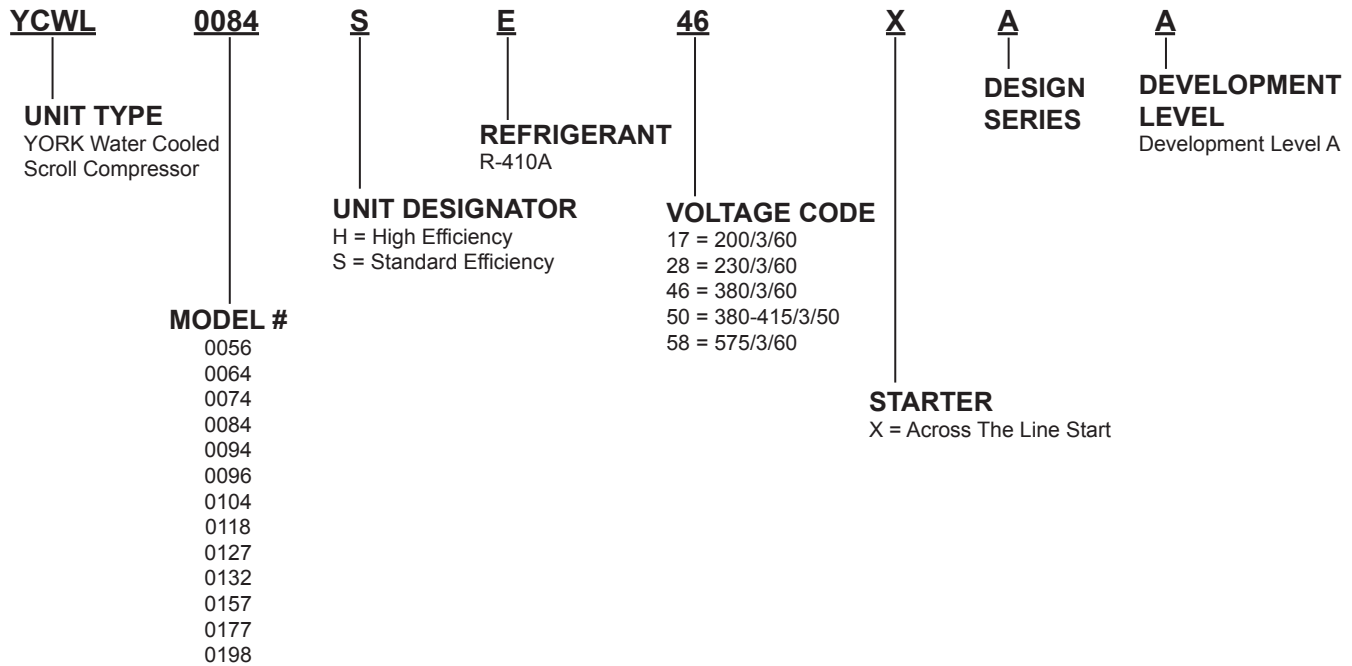 YCWL 0084 S E 46 X A A
UNIT TYPE
YORK Water Cooled
Scroll Compressor
MODEL #
0056
0064
0074
0084
0094
0096
0104
0118
0127
0132
0157
0177
0198
UNIT DESIGNATOR
H = High Efficiency
S = Standard Efficiency
REFRIGERANT
R-410A
VOLTAGE CODE
17 = 200/3/60
28 = 230/3/60
46 = 380/3/60
50 = 380-415/3/50
58 = 575/3/60
STARTER
X = Across The Line Start
DESIGN
SERIES
DEVELOPMENT
LEVEL
Development Level A